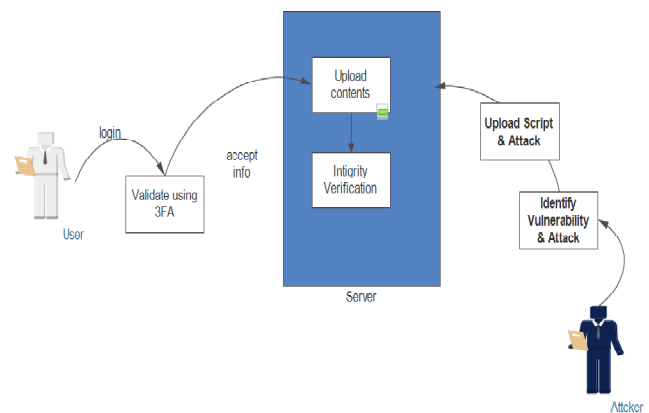 login
User
Validate using
3FA
accept
info
Upload
contents
Intigrity
Verification
Server
Upload Script
& Attack
Identify
Vulnerability
& Attack
Attcker